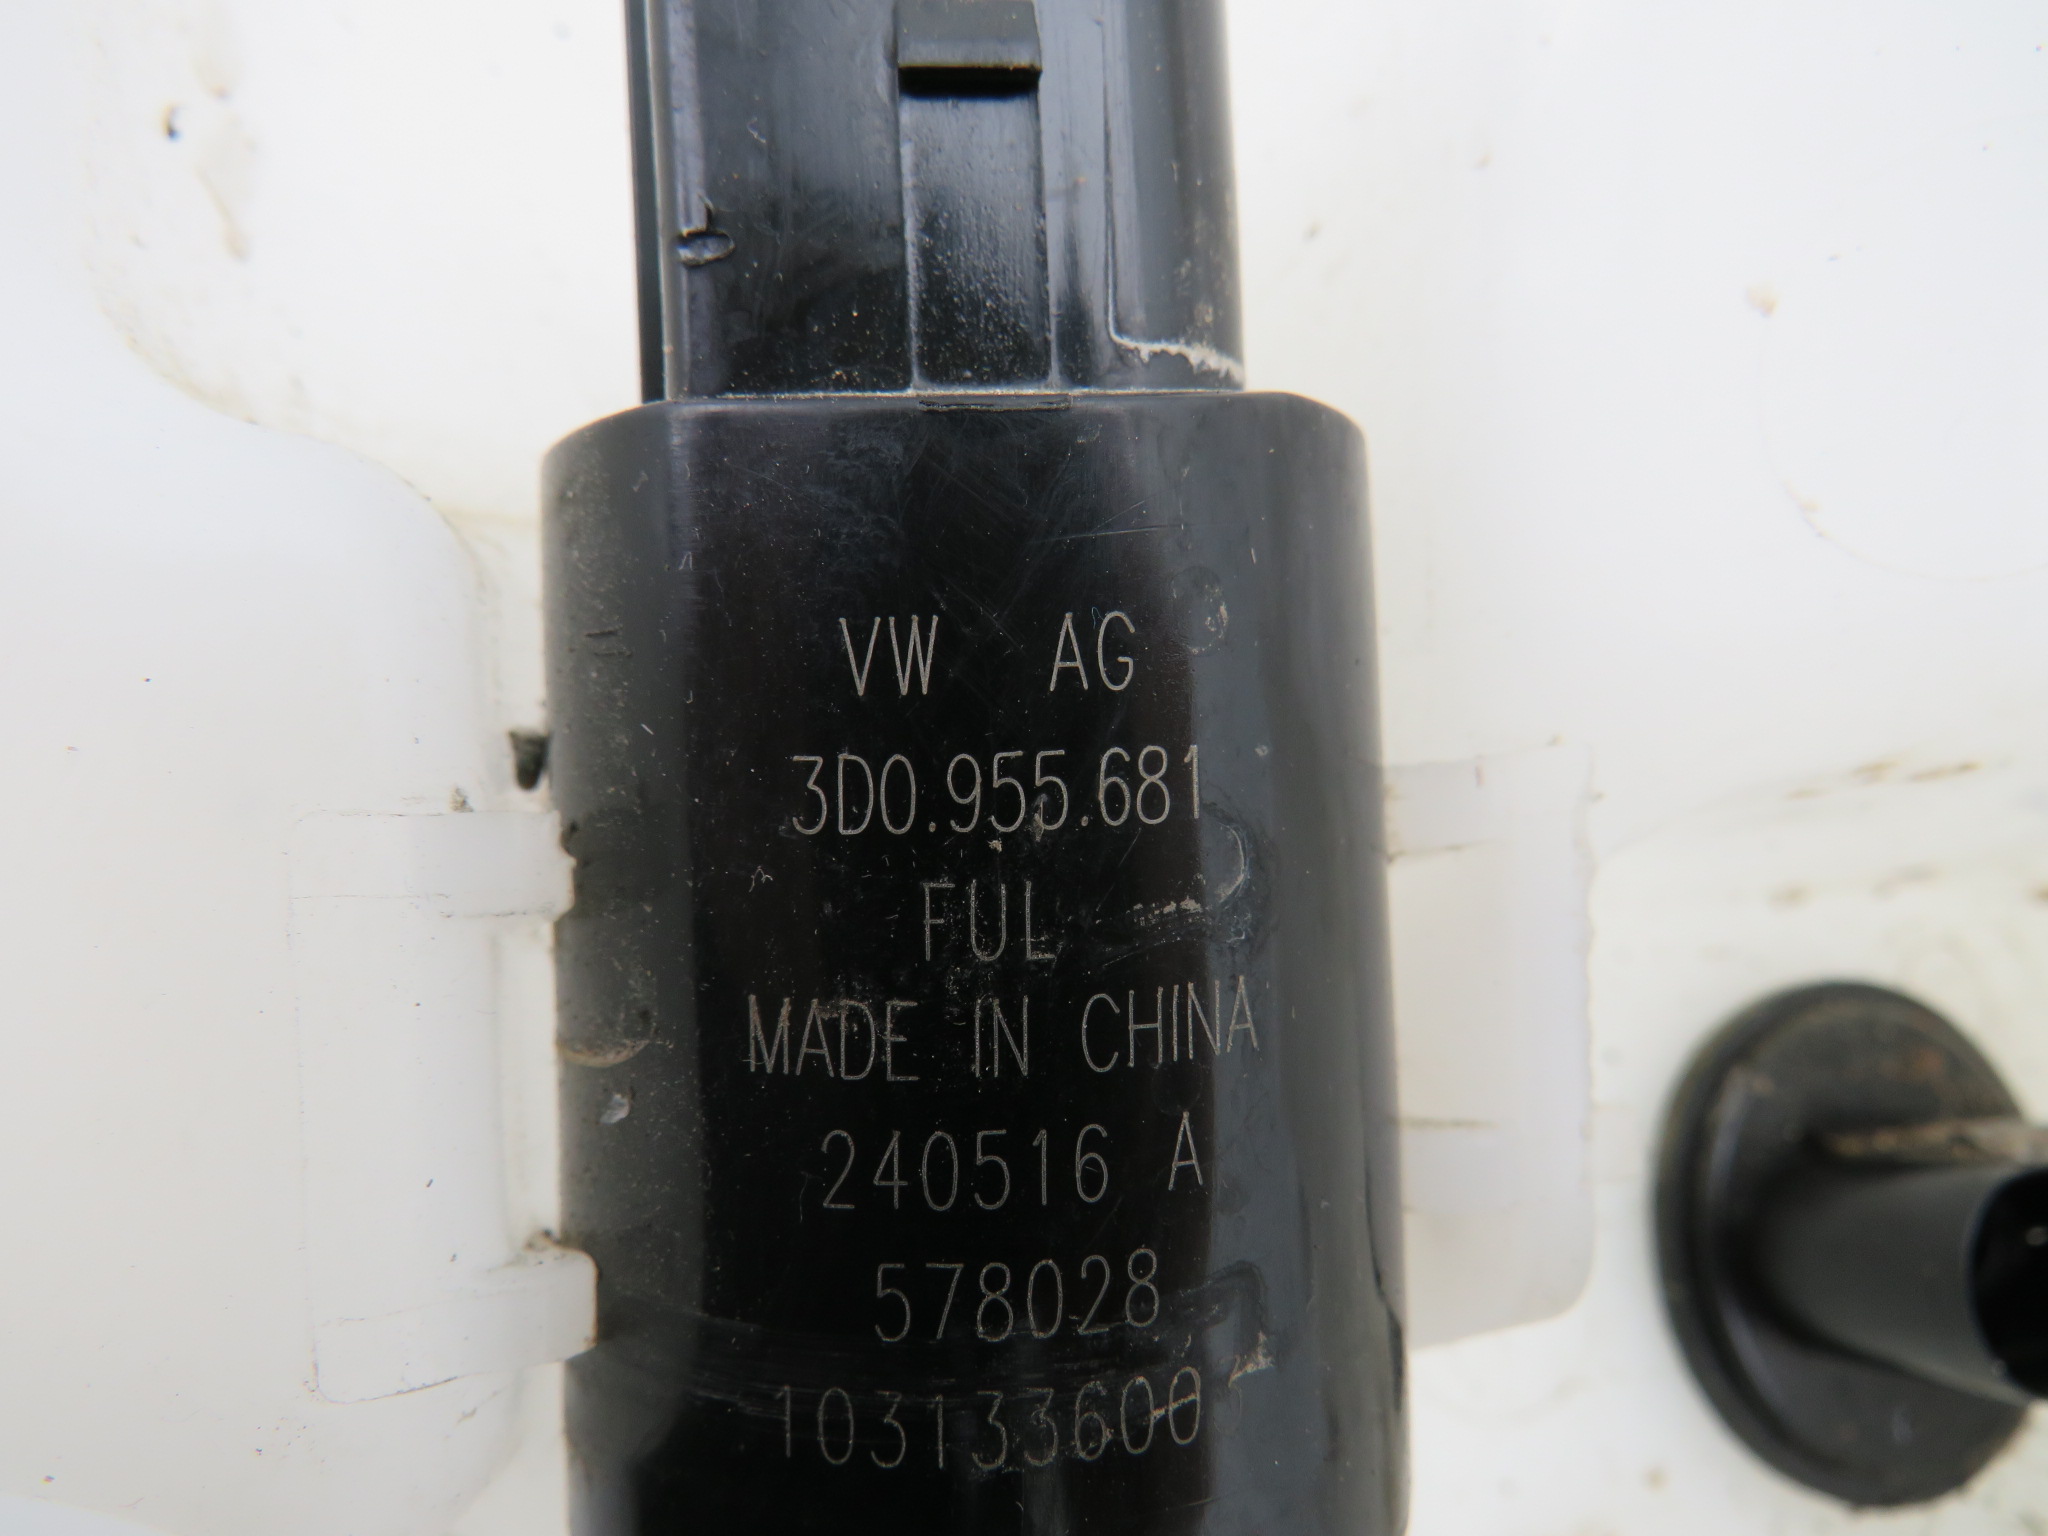 VW AG
3D0.955.681
FUL
MADE IN CHINA
240516 A
578028
103133600